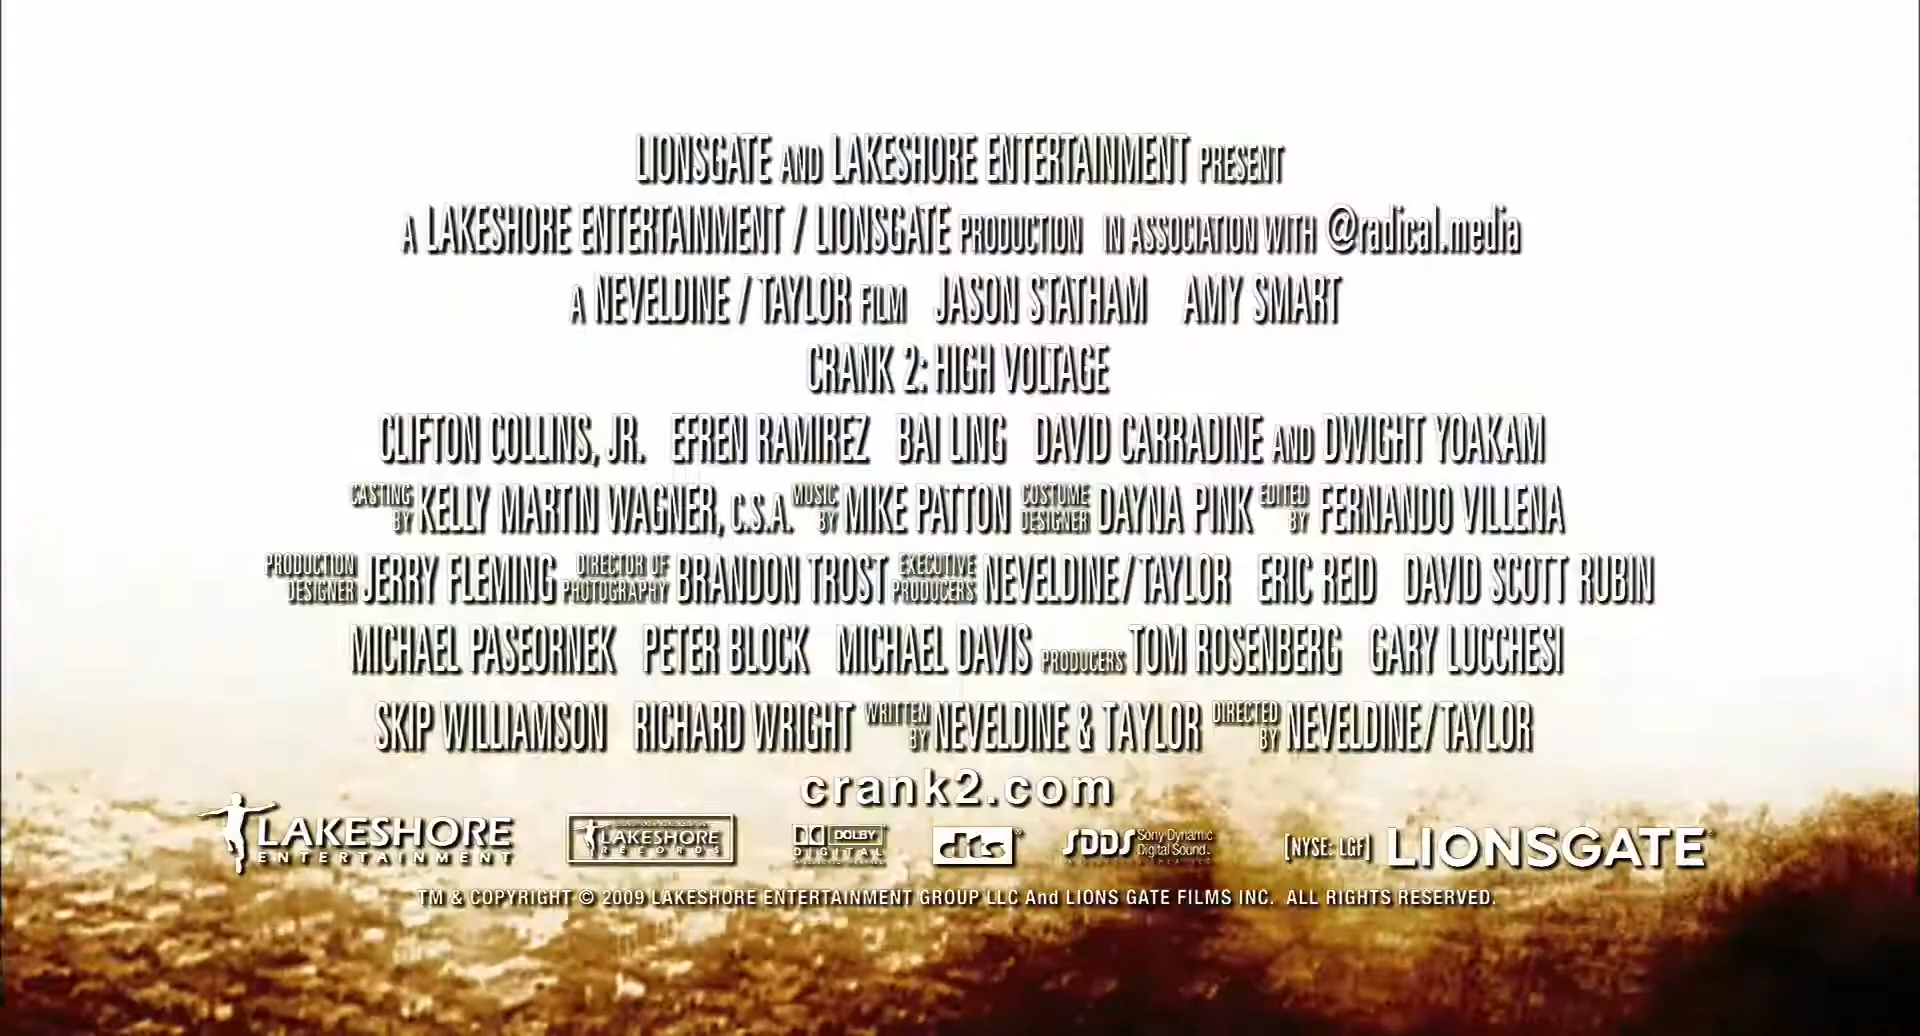 LIONSGATE AND LAKESHORE ENTERTAINMENT PRESENT
A LAKESHORE ENTERTAINMENT / LIONSGATE PRODUCTION IN ASSOCIATION WITH @radical.media
A NEVELDINE / TAYLOR FILM JASON STATHAM AMY SMART
CRANK 2: HIGH VOLTAGE
CLIFTON COLLINS, JR. EFREN RAMIREZ BAI LING DAVID CARRADINE AND DWIGHT YOAKAM
CASTING BY KELLY MARTIN WAGNER, C.S.A. MUSIC BY MIKE PATTON COSTUME DESIGNER DAYNA PINK EDITED BY FERNANDO VILLENA
PRODUCTION DESIGNER JERRY FLEMING DIRECTOR OF PHOTOGRAPHY BRANDON TROST EXECUTIVE PRODUCERS NEVELDINE/TAYLOR ERIC REID DAVID SCOTT RUBIN
MICHAEL PASEORNEK PETER BLOCK MICHAEL DAVIS PRODUCERS TOM ROSENBERG GARY LUCCHESI
SKIP WILLIAMSON RICHARD WRIGHT WRITTEN BY NEVELDINE & TAYLOR DIRECTED BY NEVELDINE/TAYLOR
crank2.com
LAKESHORE ENTERTAINMENT LAKESHORE RECORDS DOLBY DIGITAL dts SDDS Sony Dynamic Digital Sound. [NYSE: LGF] LIONSGATE
TM & COPYRIGHT © 2009 LAKESHORE ENTERTAINMENT GROUP LLC And LIONS GATE FILMS INC. ALL RIGHTS RESERVED.